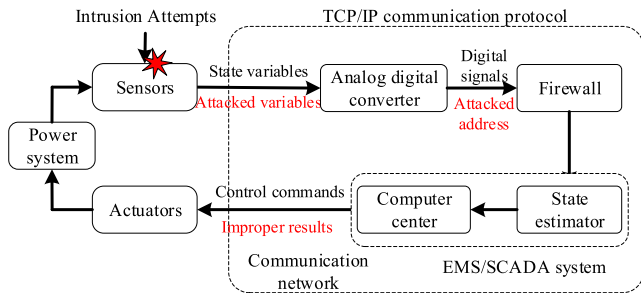 Intrusion Attempts
TCP/IP communication protocol
Sensors
State variables
Attacked variables
Analog digital
converter
Digital
signals
Attacked
address
Firewall
Power
system
Actuators
Control commands
Improper results
Computer
center
State
estimator
Communication
network
EMS/SCADA system